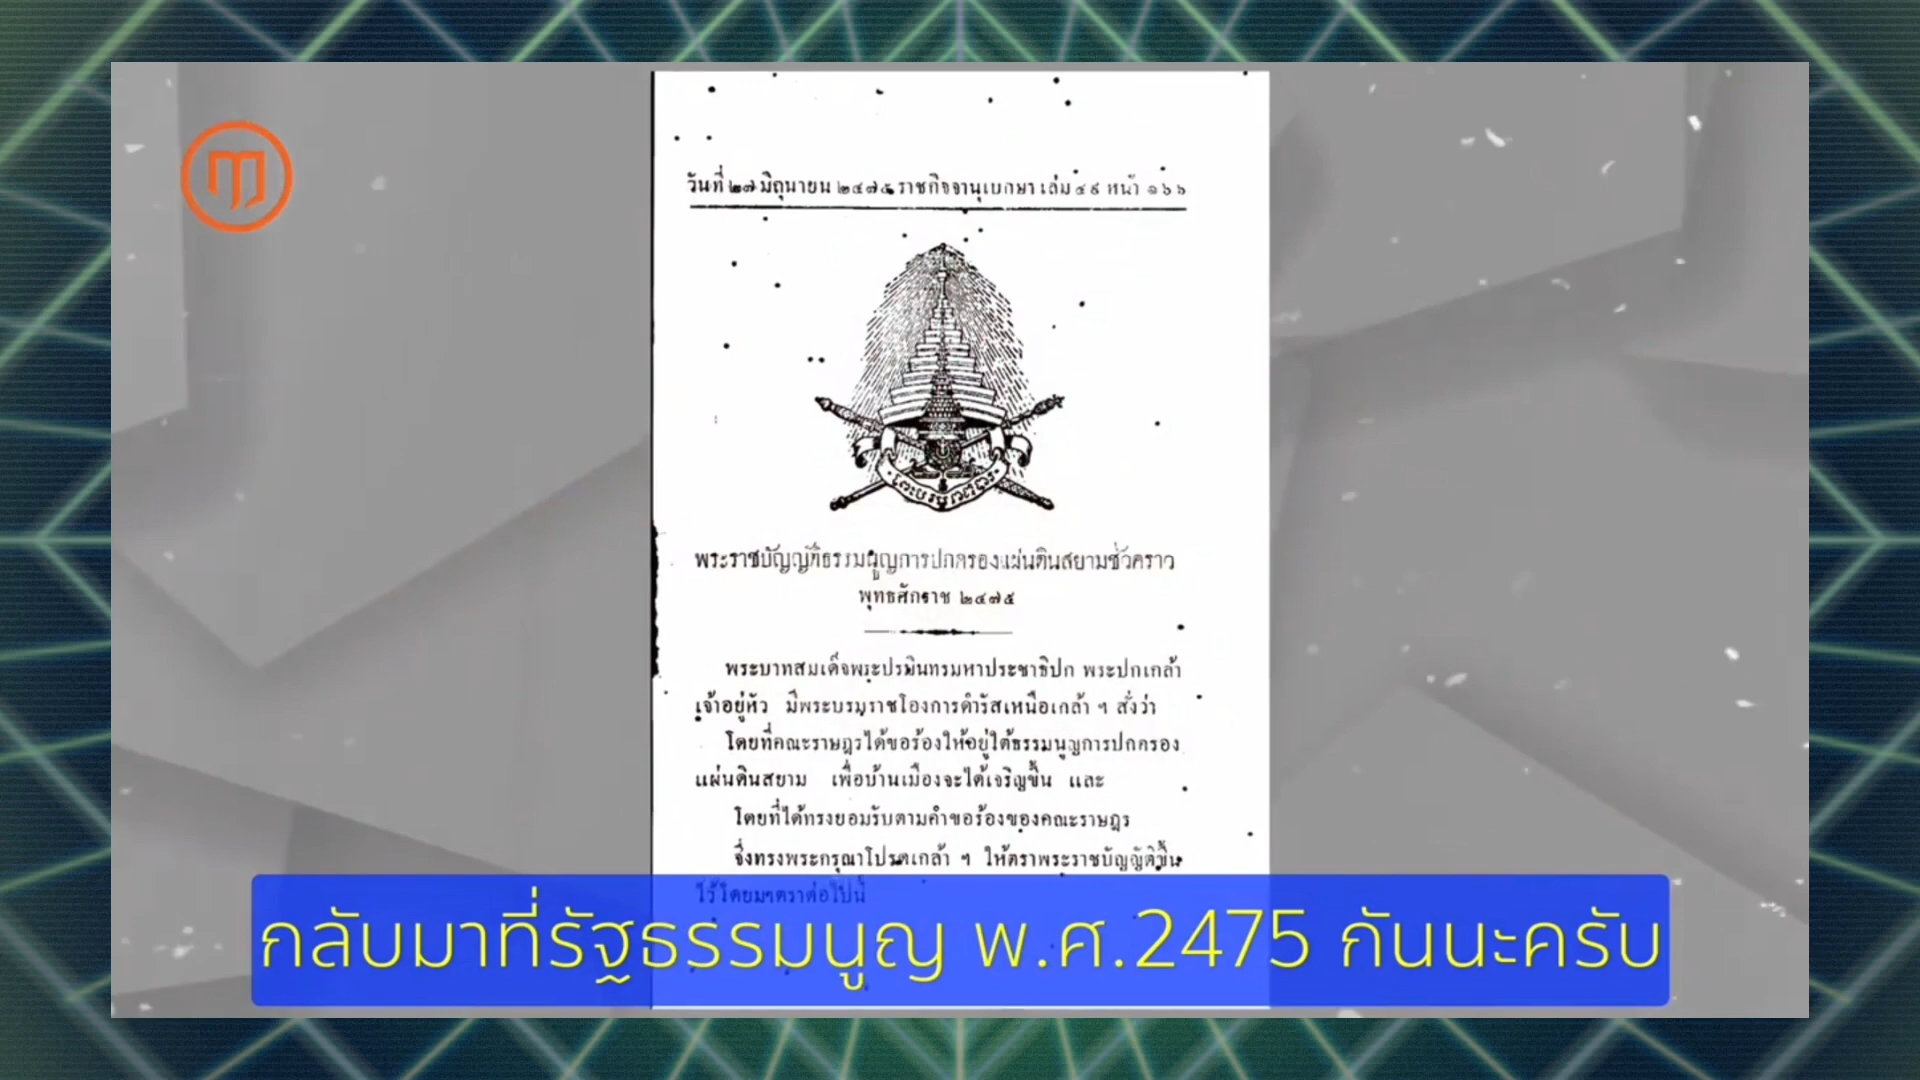 วันที่ ๒๗ มิถุนายน ๒๔๗๕ ราชกิจจานุเบกษา เล่ม ๔๙ หน้า ๑๖๖
พระราชบัญญัติธรรมนูญการปกครองแผ่นดินสยามชั่วคราว
พุทธศักราช ๒๔๗๕
พระบาทสมเด็จพระปรมินทรมหาประชาธิปก พระปกเกล้า
เจ้าอยู่หัว มีพระบรมราชโองการดำรัสเหนือเกล้า ฯ สั่งว่า
โดยที่คณะราษฎรได้ขอร้องให้อยู่ใต้ธรรมนูญการปกครอง
แผ่นดินสยาม เพื่อบ้านเมืองจะได้เจริญขึ้น และ
โดยที่ได้ทรงยอมรับตามคำขอร้องของคณะราษฎร
จึ่งทรงพระกรุณาโปรดเกล้า ฯ ให้ตราพระราชบัญญัติขึ้น
ไว้โดยมาตราต่อไปนี้
กลับมาที่รัฐธรรมนูญ พ.ศ.2475 กันนะครับ